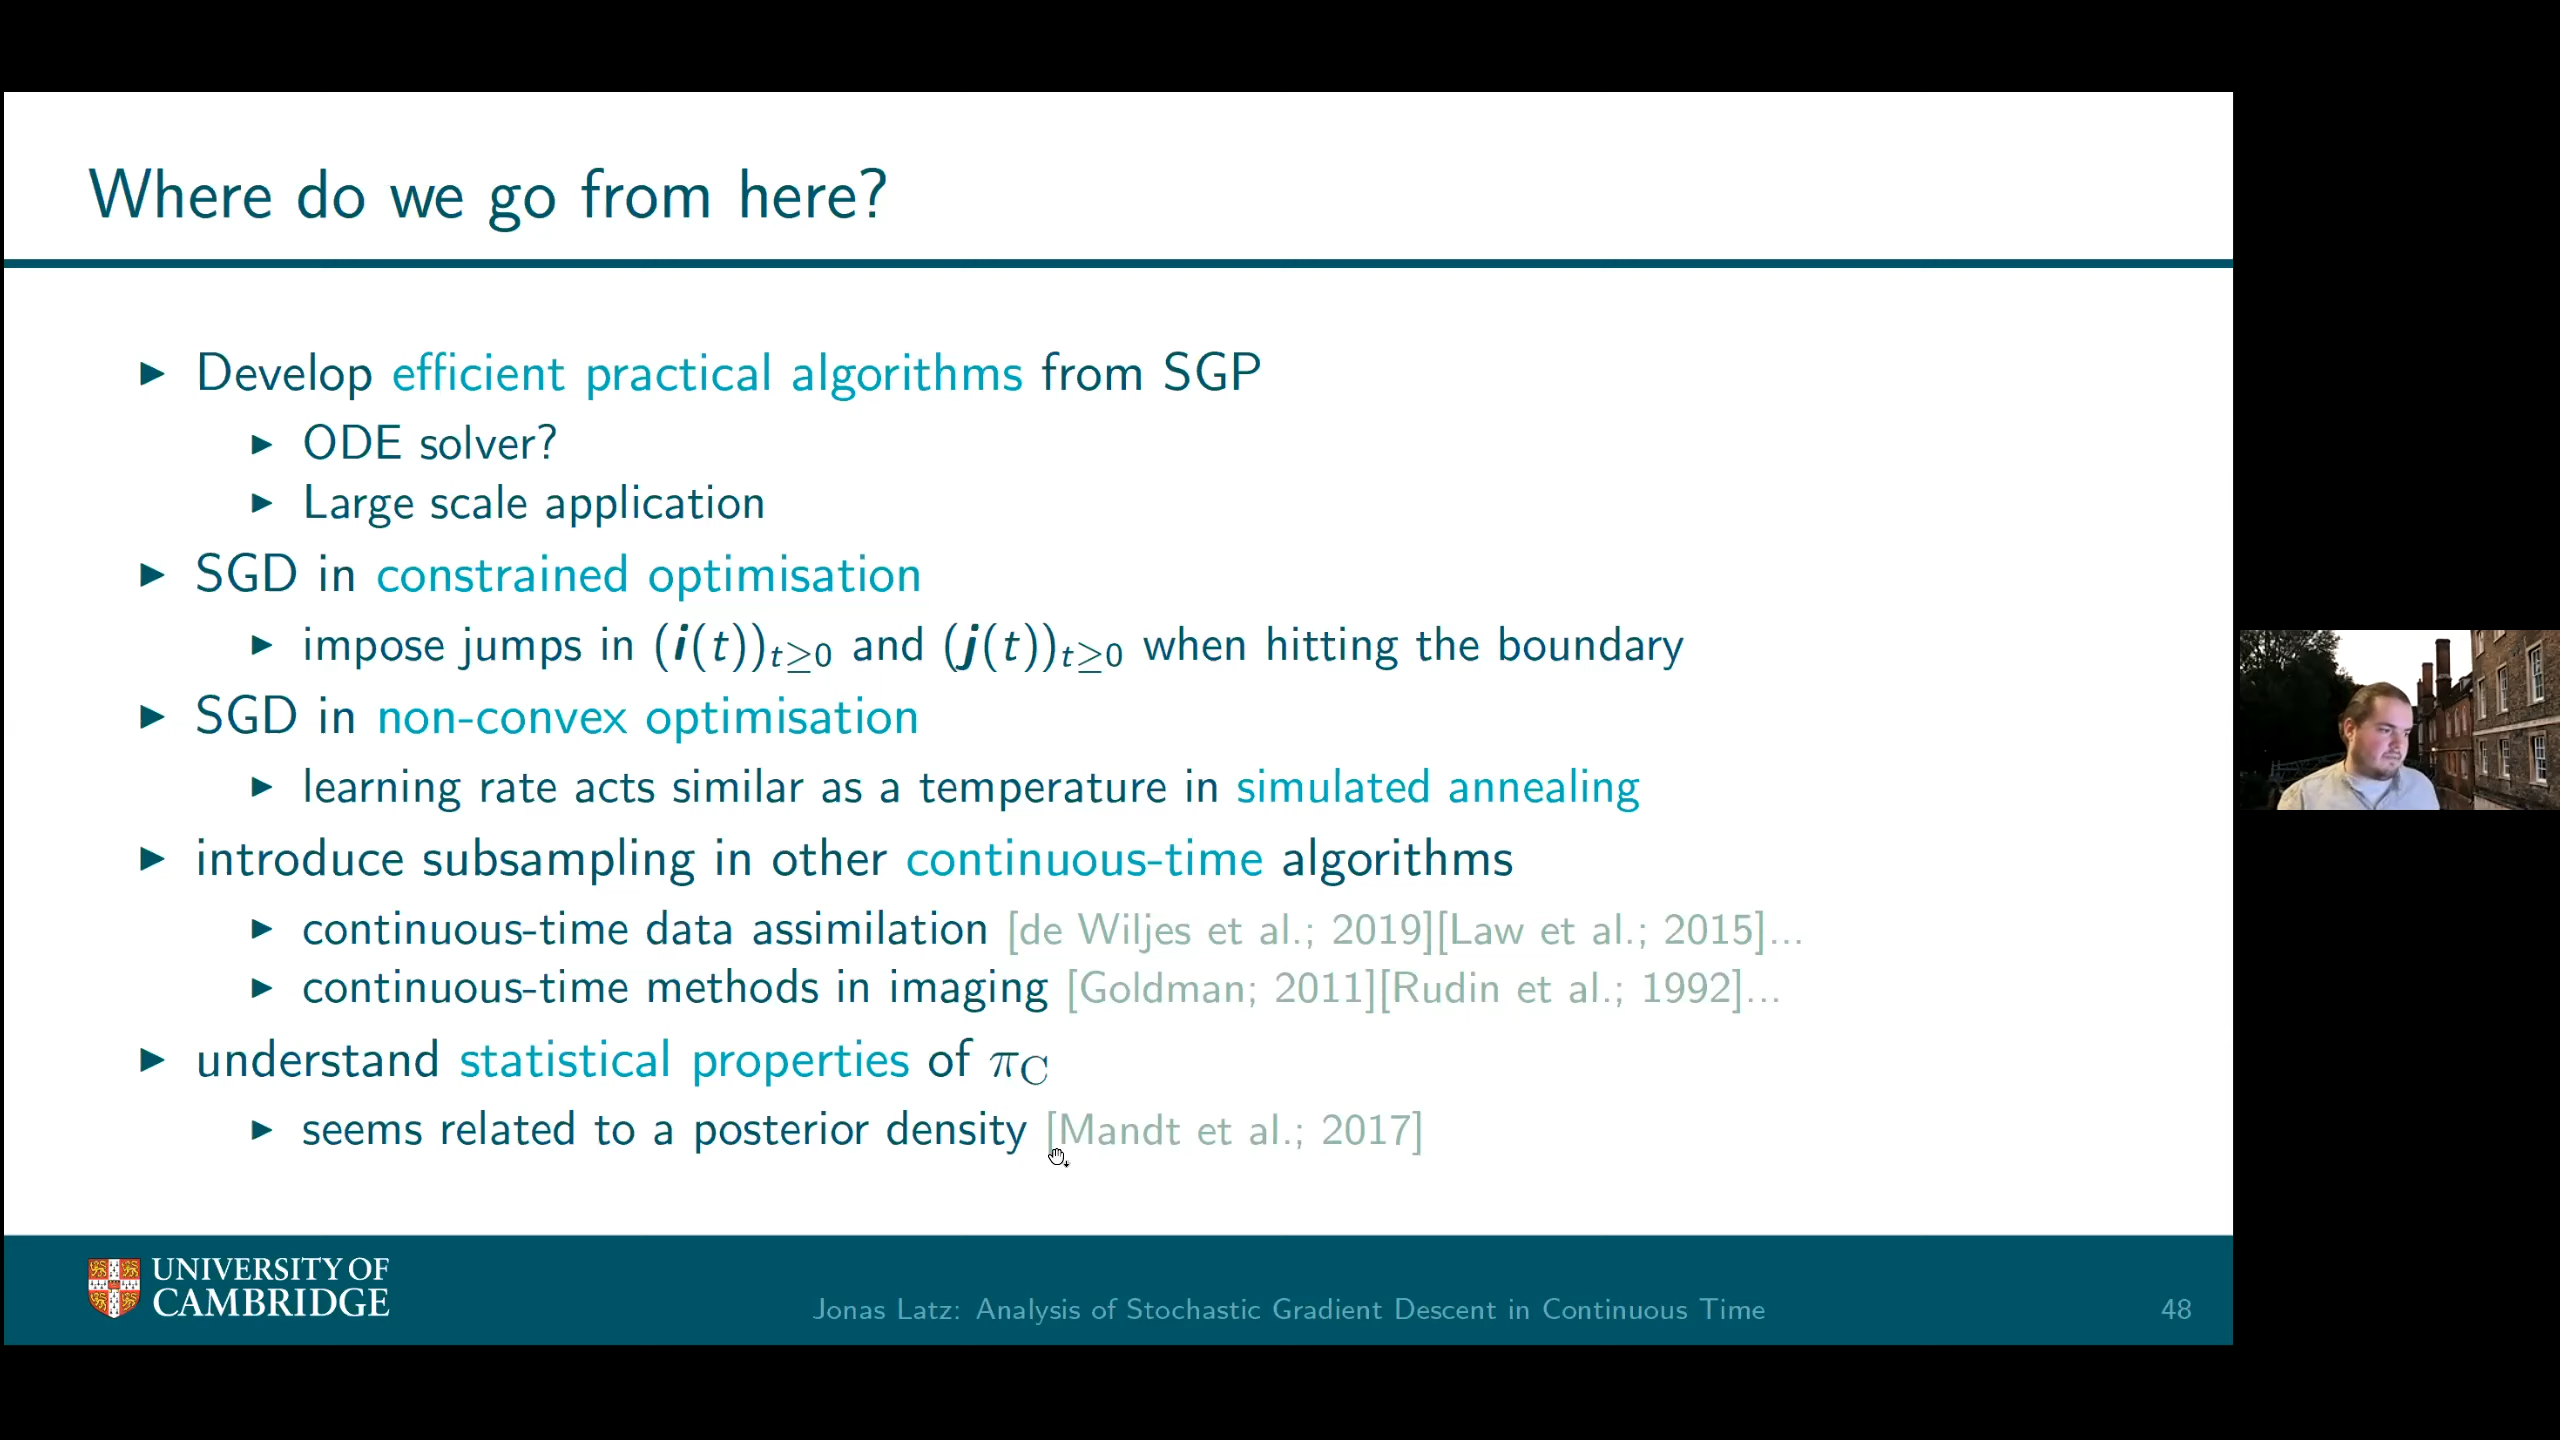 Where do we go from here?
▶ Develop efficient practical algorithms from SGP
▶ ODE solver?
▶ Large scale application
▶ SGD in constrained optimisation
▶ impose jumps in (i(t))t≥0 and (j(t))t≥0 when hitting the boundary
▶ SGD in non-convex optimisation
▶ learning rate acts similar as a temperature in simulated annealing
▶ introduce subsampling in other continuous-time algorithms
▶ continuous-time data assimilation [de Wiljes et al.; 2019][Law et al.; 2015]...
▶ continuous-time methods in imaging [Goldman; 2011][Rudin et al.; 1992]...
▶ understand statistical properties of πC
▶ seems related to a posterior density [Mandt et al.; 2017]
UNIVERSITY OF
CAMBRIDGE
Jonas Latz: Analysis of Stochastic Gradient Descent in Continuous Time
48